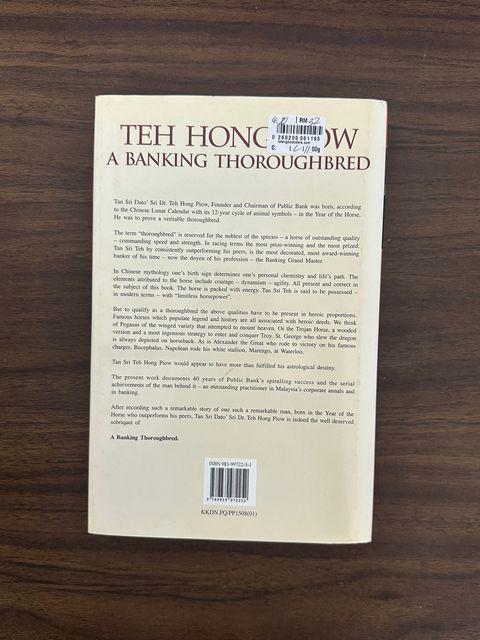 TEH HONG OW
A BANKING THOROUGHBRED
RM
0 260200 061195
C:
00g
Tan Sri Dato' Sri Dr. Teh Hong Piow, Founder and Chairman of Public Bank was born, according
to the Chinese Lunar Calendar with its 12-year cycle of animal symbols – in the Year of the Horse.
He was to prove a veritable thoroughbred.
The term "thoroughbred" is reserved for the noblest of the species – a horse of outstanding quality
– commanding speed and strength. In racing terms the most prize-winning and the most prized.
Tan Sri Teh by consistently outperforming his peers, is the most decorated, most award-winning
banker of his time – now the doyen of his profession – the Banking Grand Master.
In Chinese mythology one's birth sign determines one's personal chemistry and life's path. The
elements attributed to the horse include courage – dynamism – agility. All present and correct in
the subject of this book. The horse is packed with energy. Tan Sri Teh is said to be possessed –
in modern terms – with "limitless horsepower".
But to qualify as a thoroughbred the above qualities have to be present in heroic proportions.
Famous horses which populate legend and history are all associated with heroic deeds. We think
of Pegasus of the winged variety that attempted to mount heaven. Or the Trojan Horse, a wooded
version and a most ingenious strategy to enter and conquer Troy. St. George who slew the dragon
is always depicted on horseback. As is Alexander the Great who rode to victory on his famous
charger, Bucephalus. Napoleon rode his white stallion, Marengo, at Waterloo.
Tan Sri Teh Hong Piow would appear to have more than fulfilled his astrological destiny.
The present work documents 40 years of Public Bank's spiralling success and the serial
achievements of the man behind it – an outstanding practitioner in Malaysia's corporate annals and
in banking.
After recording such a remarkable story of one such a remarkable man, born in the Year of the
Horse who outperforms his peers, Tan Sri Dato' Sri Dr. Teh Hong Piow is indeed the well deserved
sobriquet of
A Banking Thoroughbred.
ISBN 983-99722-5-1
KKDN.PQ/PP1508(01)